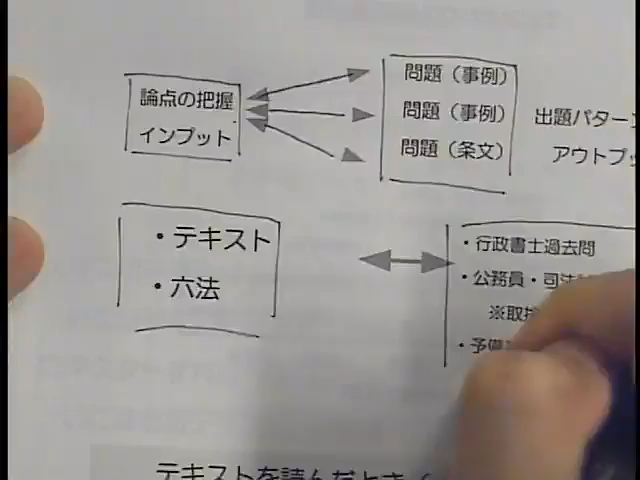 論点の把握
インプット
問題（事例）
問題（事例）
問題（条文）
出題パターン
アウトプッ
・テキスト
・六法
・行政書士過去問
・公務員・司法
※取
・予備
テキストを読んだとき（